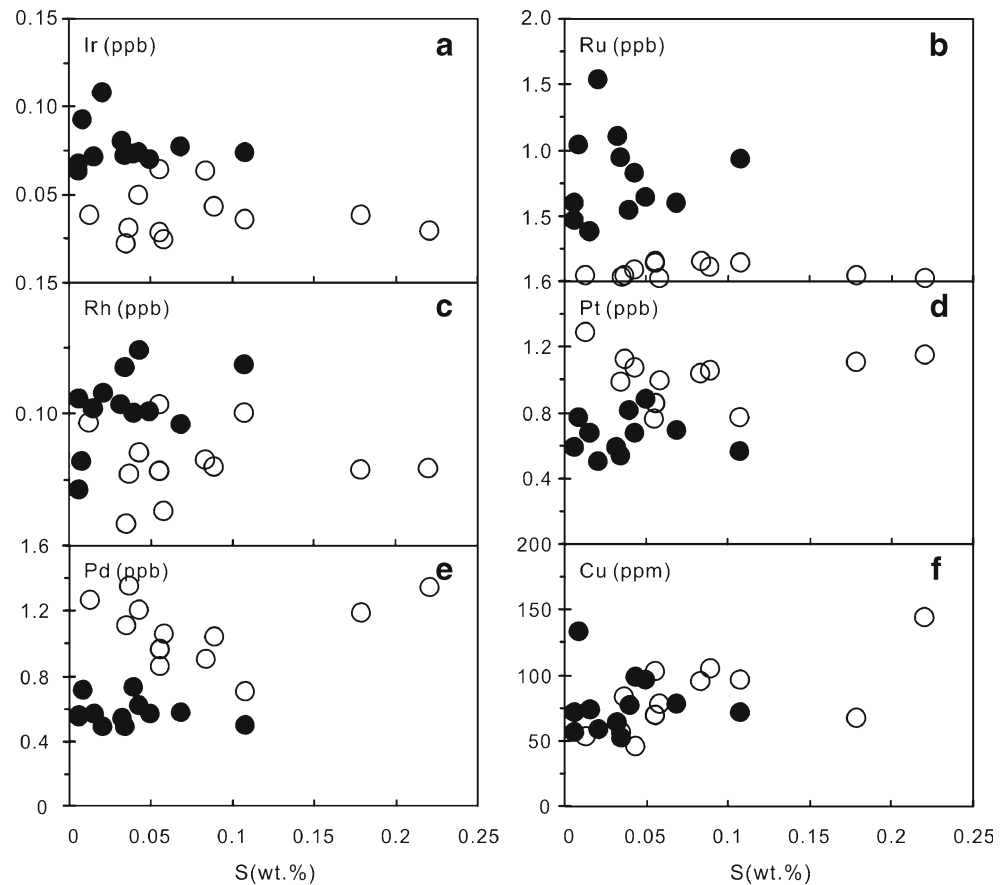 0.15
Ir (ppb)
a
0.10
0.05
0.15
2.0
Ru (ppb)
b
1.5
1.0
1.5
1.6
Rh (ppb)
c
0.10
1.6
Pt (ppb)
d
1.2
0.8
0.4
200
Pd (ppb)
e
1.2
0.8
0.4
0
0 0.05 0.1 0.15 0.2 0.25
S(wt.%)
Cu (ppm)
f
150
100
50
0
0 0.05 0.1 0.15 0.2 0.25
S(wt.%)